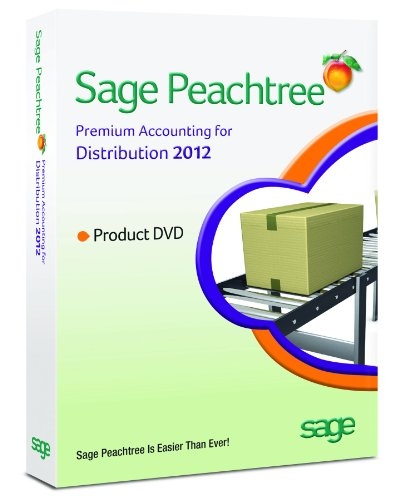 Sage Peachtree
Premium Accounting for
Distribution 2012
Product DVD
Sage Peachtree Is Easier Than Ever!
sage
Sage Peachtree
Premium Accounting for
Distribution 2012
sage